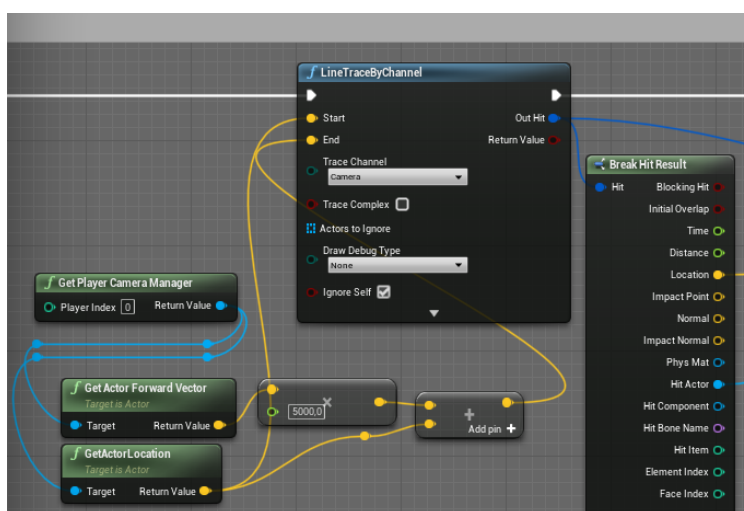 LineTraceByChannel
Start
Out Hit
End
Return Value
Trace Channel
Camera
Trace Complex
Actors to Ignore
Draw Debug Type
None
Ignore Self
Break Hit Result
Hit
Blocking Hit
Initial Overlap
Time
Distance
Location
Impact Point
Normal
Impact Normal
Phys Mat
Hit Actor
Hit Component
Hit Bone Name
Hit Item
Element Index
Face Index
Get Player Camera Manager
Player Index 0 Return Value
Get Actor Forward Vector
Target is Actor
Target Return Value
5000,0
Add pin
GetActorLocation
Target is Actor
Target Return Value